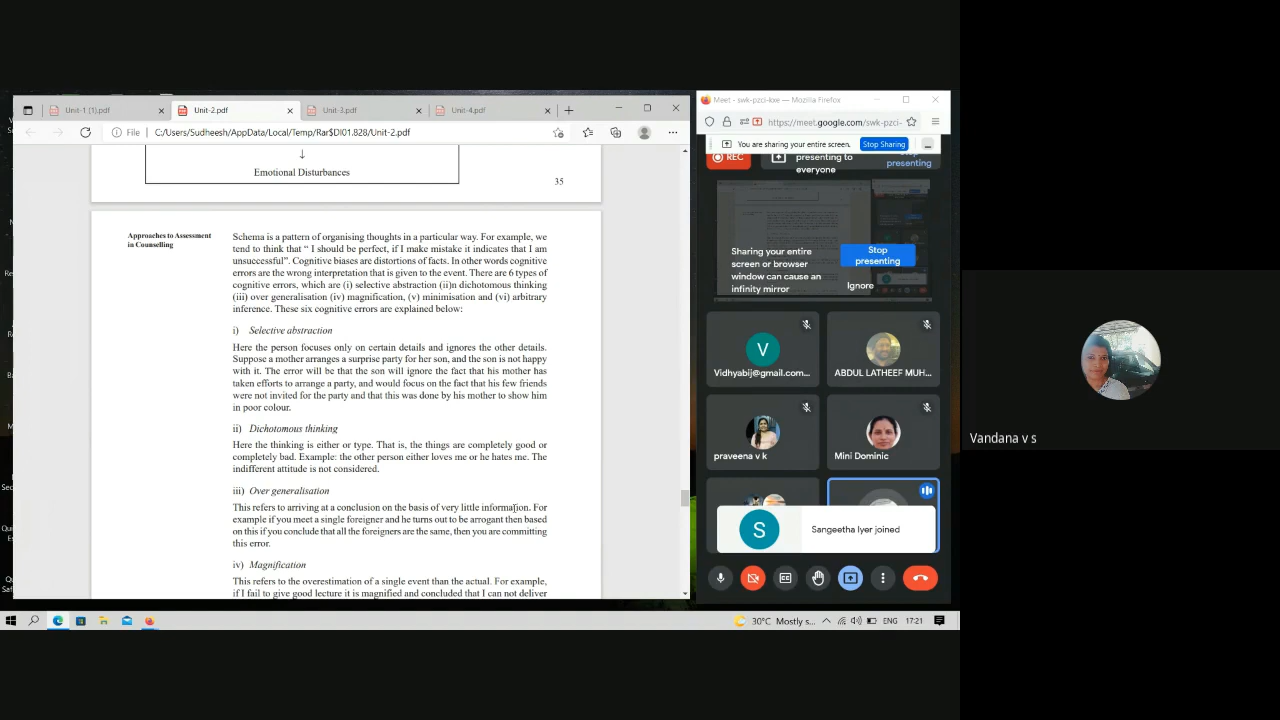 Unit-1 (1).pdf
Unit-2.pdf
Unit-3.pdf
Unit-4.pdf
File
C:/Users/Sudheesh/AppData/Local/Temp/Rar$DI01.828/Unit-2.pdf
Emotional Disturbances
35
Approaches to Assessment
in Counselling
Schema is a pattern of organising thoughts in a particular way. For example, we
tend to think that “ I should be perfect, if I make mistake it indicates that I am
unsuccessful”. Cognitive biases are distortions of facts. In other words cognitive
errors are the wrong interpretation that is given to the event. There are 6 types of
cognitive errors, which are (i) selective abstraction (ii)n dichotomous thinking
(iii) over generalisation (iv) magnification, (v) minimisation and (vi) arbitrary
inference. These six cognitive errors are explained below:
i) Selective abstraction
Here the person focuses only on certain details and ignores the other details.
Suppose a mother arranges a surprise party for her son, and the son is not happy
with it. The error will be that the son will ignore the fact that his mother has
taken efforts to arrange a party, and would focus on the fact that his few friends
were not invited for the party and that this was done by his mother to show him
in poor colour.
ii) Dichotomous thinking
Here the thinking is either or type. That is, the things are completely good or
completely bad. Example: the other person either loves me or he hates me. The
indifferent attitude is not considered.
iii) Over generalisation
This refers to arriving at a conclusion on the basis of very little information. For
example if you meet a single foreigner and he turns out to be arrogant then based
on this if you conclude that all the foreigners are the same, then you are committing
this error.
iv) Magnification
This refers to the overestimation of a single event than the actual. For example,
if I fail to give good lecture it is magnified and concluded that I can not deliver
Meet - swk-pzci-kxe — Mozilla Firefox
https://meet.google.com/swk-pzci-
You are sharing your entire screen.
Stop Sharing
REC
presenting to
everyone
Stop
presenting
Sharing your entire
screen or browser
window can cause an
infinity mirror
Stop
presenting
Ignore
V
Vidhyabij@gmail.com...
ABDUL LATHEEF MUH...
praveena v k
Mini Dominic
S
Sangeetha Iyer joined
30°C Mostly s...
ENG
17:21
Vandana v s